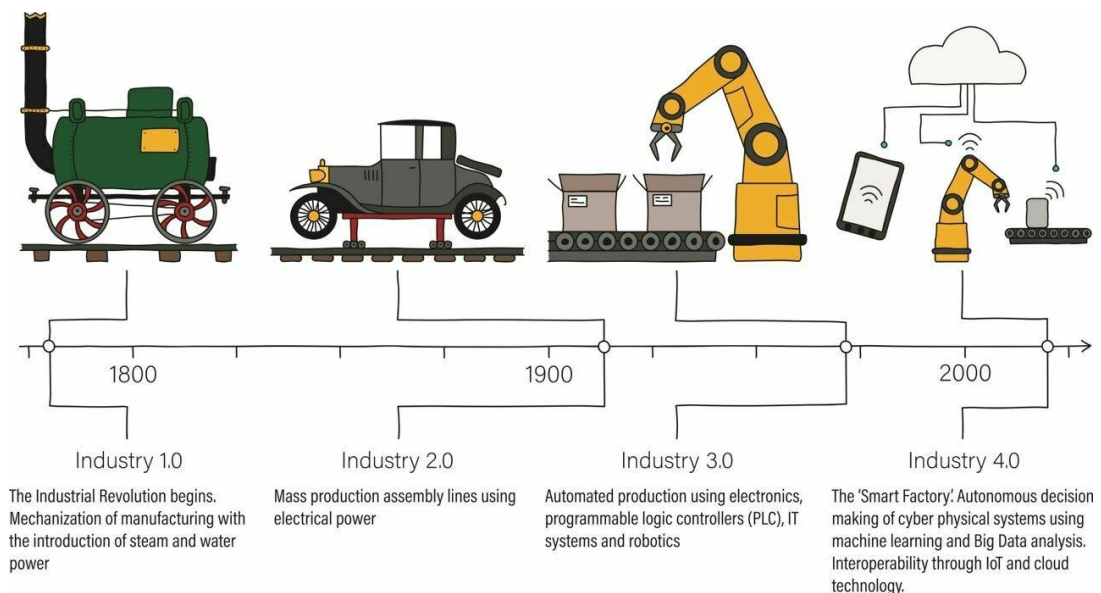 1800
1900
2000
Industry 1.0
The Industrial Revolution begins.
Mechanization of manufacturing with
the introduction of steam and water
power
Industry 2.0
Mass production assembly lines using
electrical power
Industry 3.0
Automated production using electronics,
programmable logic controllers (PLC), IT
systems and robotics
Industry 4.0
The 'Smart Factory'. Autonomous decision
making of cyber physical systems using
machine learning and Big Data analysis.
Interoperability through IoT and cloud
technology.